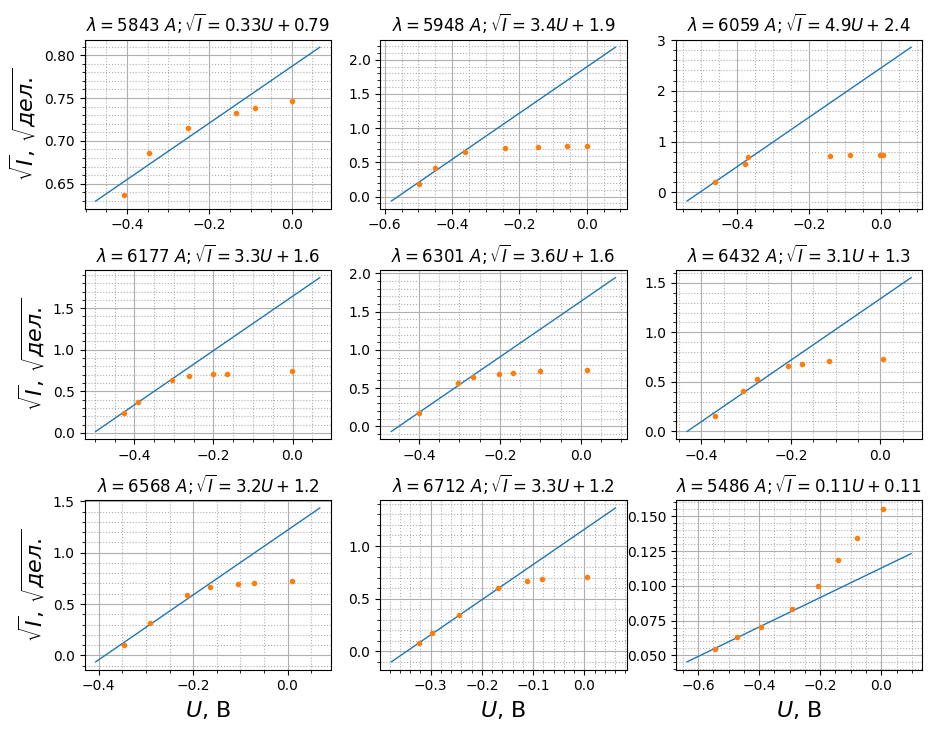 λ = 5843 A; √I = 0.33U + 0.79
λ = 5948 A; √I = 3.4U + 1.9
λ = 6059 A; √I = 4.9U + 2.4
√I, √дел.
0.80
0.75
0.70
0.65
−0.4 −0.2 0.0
2.0
1.5
1.0
0.5
0.0
−0.6 −0.4 −0.2 0.0
3
2
1
0
−0.4 −0.2 0.0
λ = 6177 A; √I = 3.3U + 1.6
λ = 6301 A; √I = 3.6U + 1.6
λ = 6432 A; √I = 3.1U + 1.3
√I, √дел.
1.5
1.0
0.5
0.0
−0.4 −0.2 0.0
2.0
1.5
1.0
0.5
0.0
−0.4 −0.2 0.0
1.5
1.0
0.5
0.0
−0.4 −0.2 0.0
λ = 6568 A; √I = 3.2U + 1.2
λ = 6712 A; √I = 3.3U + 1.2
λ = 5486 A; √I = 0.11U + 0.11
√I, √дел.
1.5
1.0
0.5
0.0
−0.4 −0.2 0.0
U, В
1.0
0.5
0.0
−0.3 −0.2 −0.1 0.0
U, В
0.150
0.125
0.100
0.075
0.050
−0.6 −0.4 −0.2 0.0
U, В